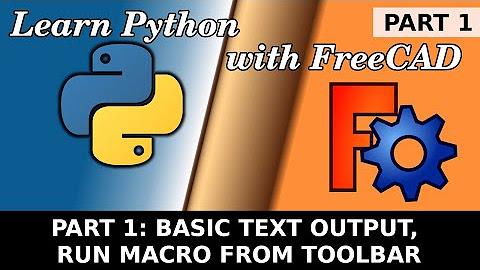 Learn Python
PART 1
with FreeCAD
PART 1: BASIC TEXT OUTPUT,
RUN MACRO FROM TOOLBAR